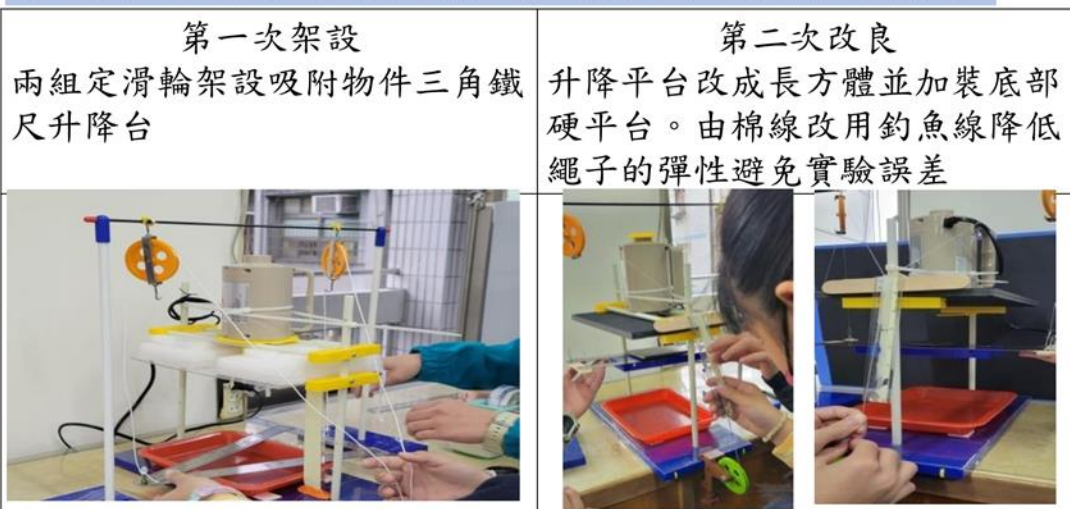 第一次架設
兩組定滑輪架設吸附物件三角鐵
尺升降台
第二次改良
升降平台改成長方體並加裝底部
硬平台。由棉線改用釣魚線降低
繩子的彈性避免實驗誤差